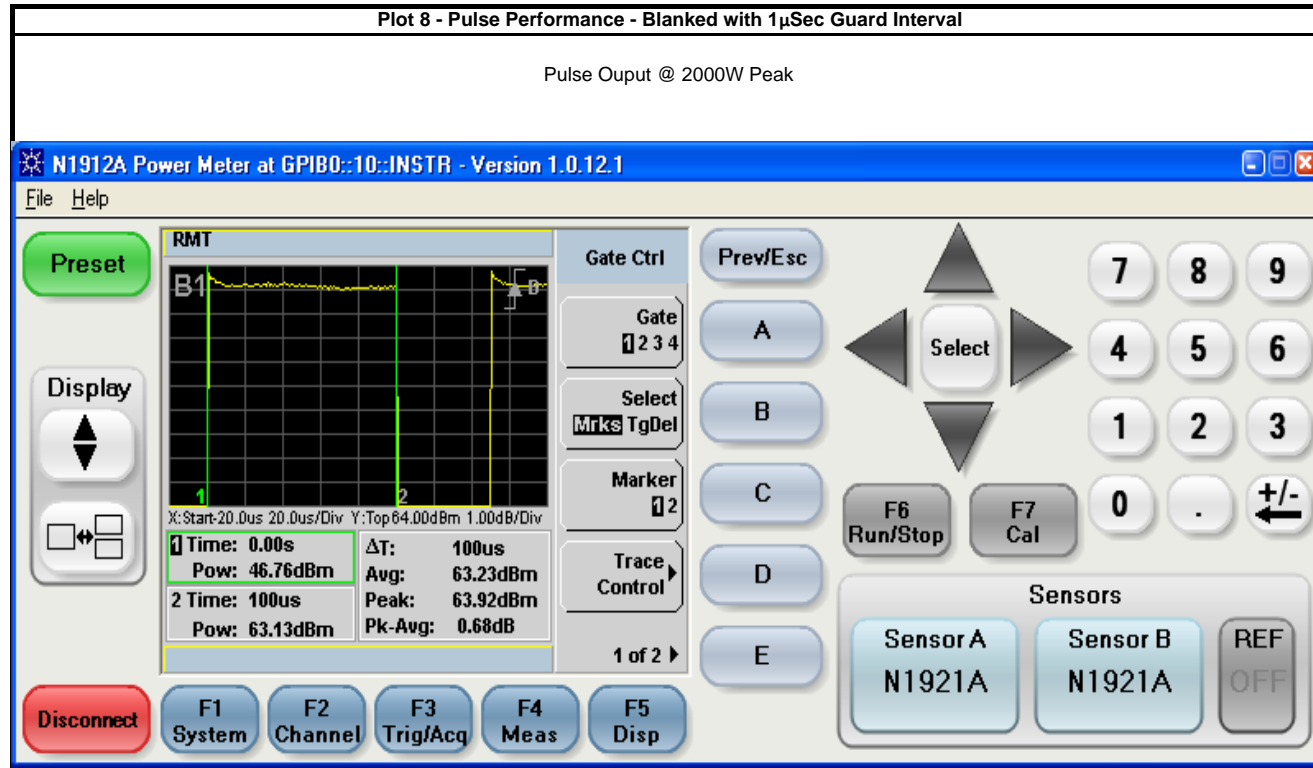 Plot 8 - Pulse Performance - Blanked with 1µSec Guard Interval
Pulse Ouput @ 2000W Peak
N1912A Power Meter at GPIB0::10::INSTR - Version 1.0.12.1
File Help
Preset
Display
Disconnect
RMT
B1
B
1
2
X:Start-20.0us 20.0us/Div Y:Top64.00dBm 1.00dB/Div
1 Time: 0.00s
Pow: 46.76dBm
2 Time: 100us
Pow: 63.13dBm
ΔT: 100us
Avg: 63.23dBm
Peak: 63.92dBm
Pk-Avg: 0.68dB
Gate Ctrl
Gate
1 2 3 4
Select
Mrks TgDel
Marker
1 2
Trace
Control
1 of 2
F1
System
F2
Channel
F3
Trig/Acq
F4
Meas
F5
Disp
Prev/Esc
A
B
C
D
E
Select
F6
Run/Stop
F7
Cal
7 8 9
4 5 6
1 2 3
0 . +/-
Sensors
Sensor A
N1921A
Sensor B
N1921A
REF
OFF